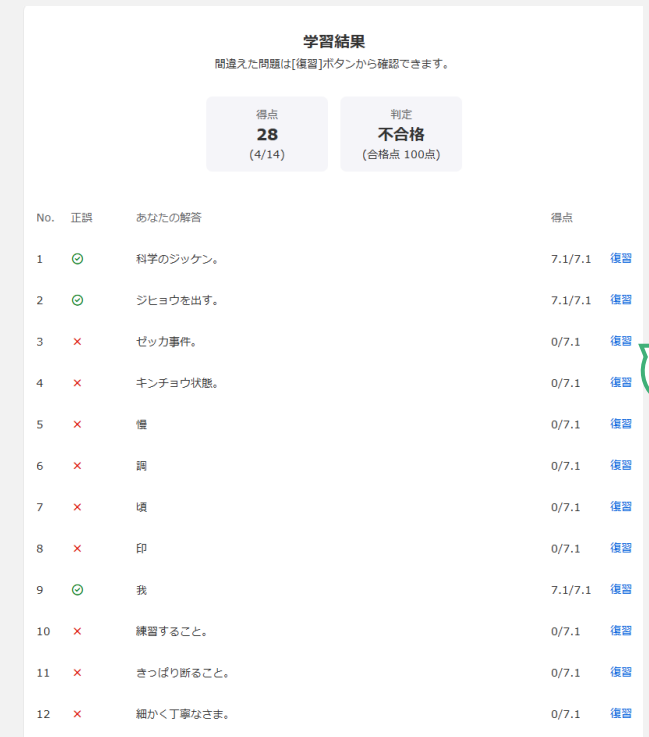 学習結果
間違えた問題は[復習]ボタンから確認できます。
得点 判定
28 不合格
(4/14) (合格点 100点)
No. 正誤 あなたの解答 得点
1 科学のジッケン。 7.1/7.1 復習
2 ジヒョウを出す。 7.1/7.1 復習
3 ゼッカ事件。 0/7.1 復習
4 キンチョウ状態。 0/7.1 復習
5 慢 0/7.1 復習
6 調 0/7.1 復習
7 頃 0/7.1 復習
8 印 0/7.1 復習
9 我 7.1/7.1 復習
10 練習すること。 0/7.1 復習
11 きっぱり断ること。 0/7.1 復習
12 細かく丁寧なさま。 0/7.1 復習